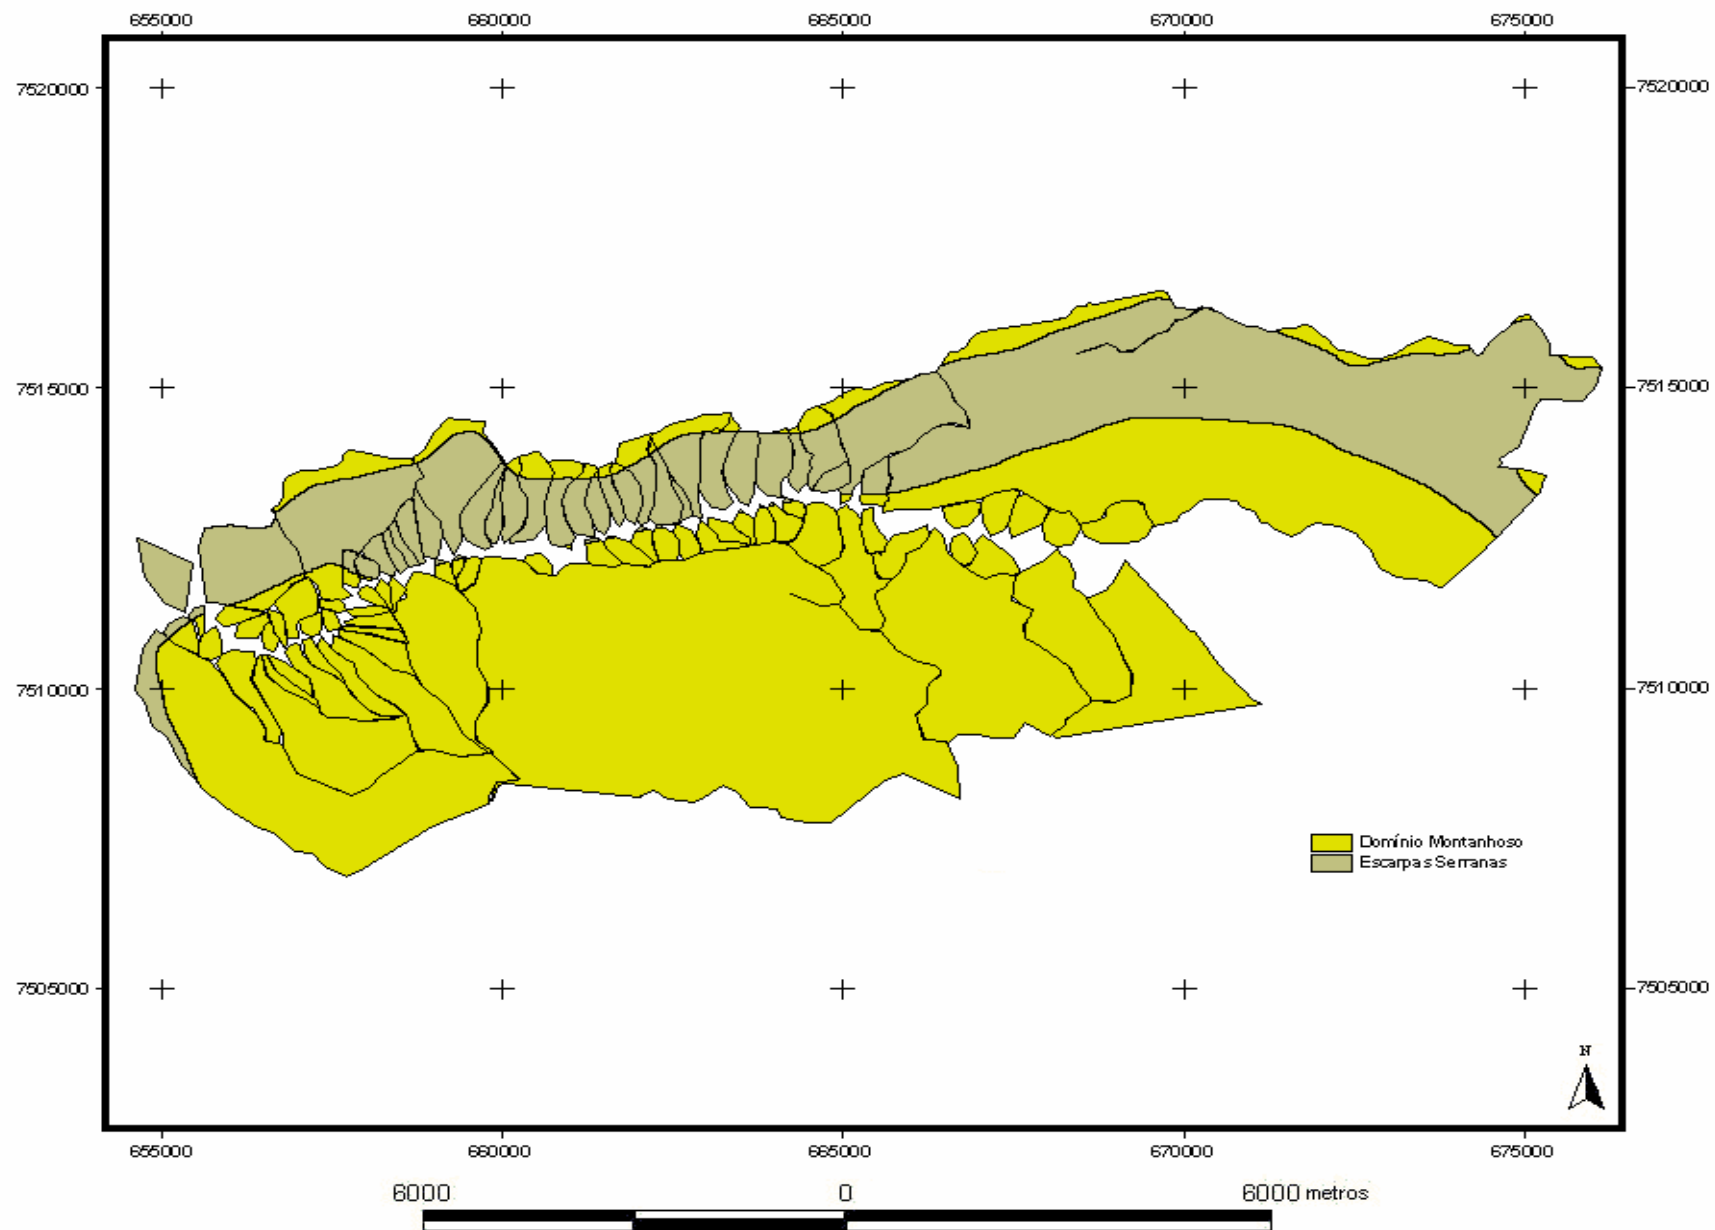 655000 660000 665000 670000 675000
7520000 7520000
7515000 7515000
7510000 7510000
Domínio Montanhoso
Escarpas Serranas
7505000 7505000
N
655000 660000 665000 670000 675000
6000 0 6000 metros